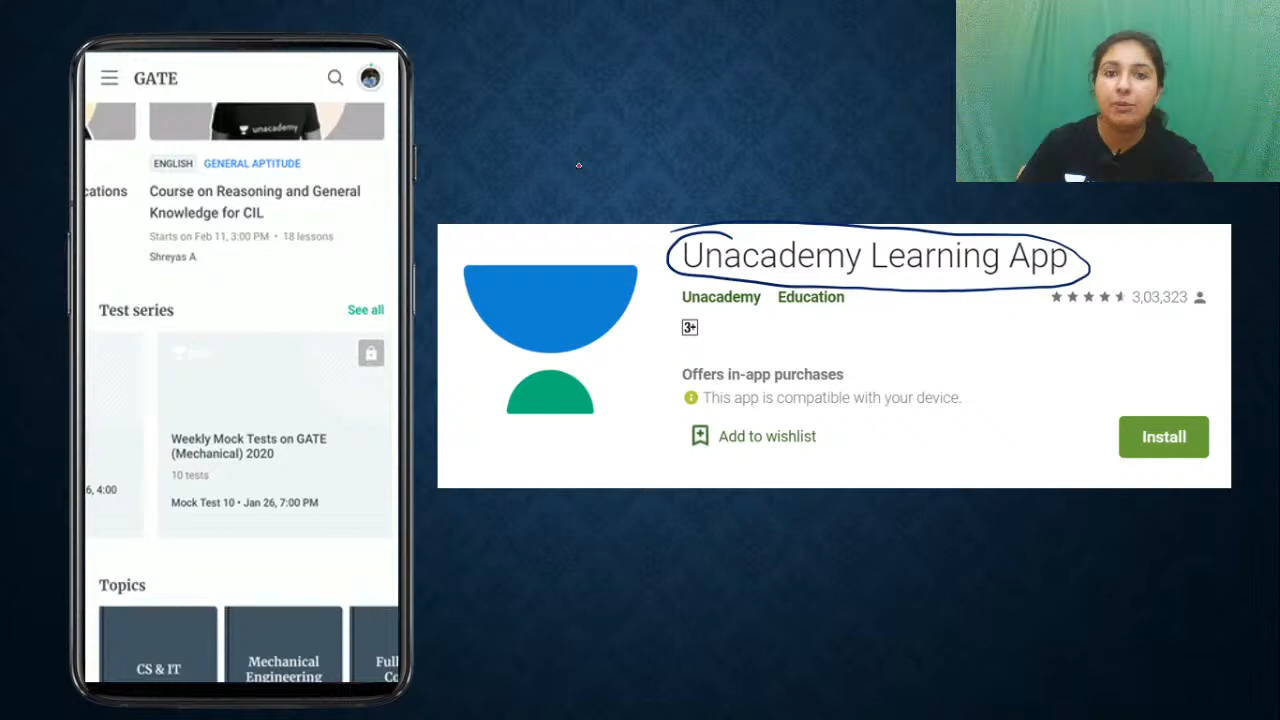 GATE
unacademy
ENGLISH GENERAL APTITUDE
cations
Course on Reasoning and General
Knowledge for CIL
Starts on Feb 11, 3:00 PM • 18 lessons
Shreyas A
Test series
See all
Weekly Mock Tests on GATE
(Mechanical) 2020
10 tests
6, 4:00
Mock Test 10 • Jan 26, 7:00 PM
Topics
CS & IT
Mechanical
Engineering
Ful
Co
Unacademy Learning App
Unacademy Education
3,03,323
3+
Offers in-app purchases
This app is compatible with your device.
Add to wishlist
Install